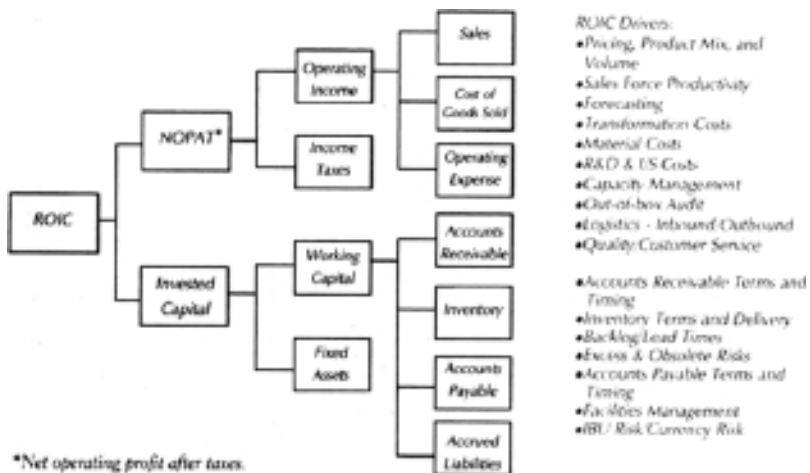 Sales
Operating
Income
Cost of
Goods Sold
NOPAT*
Income
Taxes
Operating
Expense
ROIC
Accounts
Receivable
Working
Capital
Invested
Capital
Inventory
Fixed
Assets
Accounts
Payable
Accrued
Liabilities
*Net operating profit after taxes.
ROIC Drivers:
•Pricing, Product Mix, and
Volume
•Sales Force Productivity
•Forecasting
•Transformation Costs
•Material Costs
•R&D & US Costs
•Capacity Management
•Out-of-box Audit
•Logistics - Inbound/Outbound
•Quality/Customer Service
•Accounts Receivable Terms and
Timing
•Inventory Terms and Delivery
•Backlog/Lead Times
•Excess & Obsolete Risks
•Accounts Payable Terms and
Timing
•Facilities Management
•IBU Risk/Currency Risk